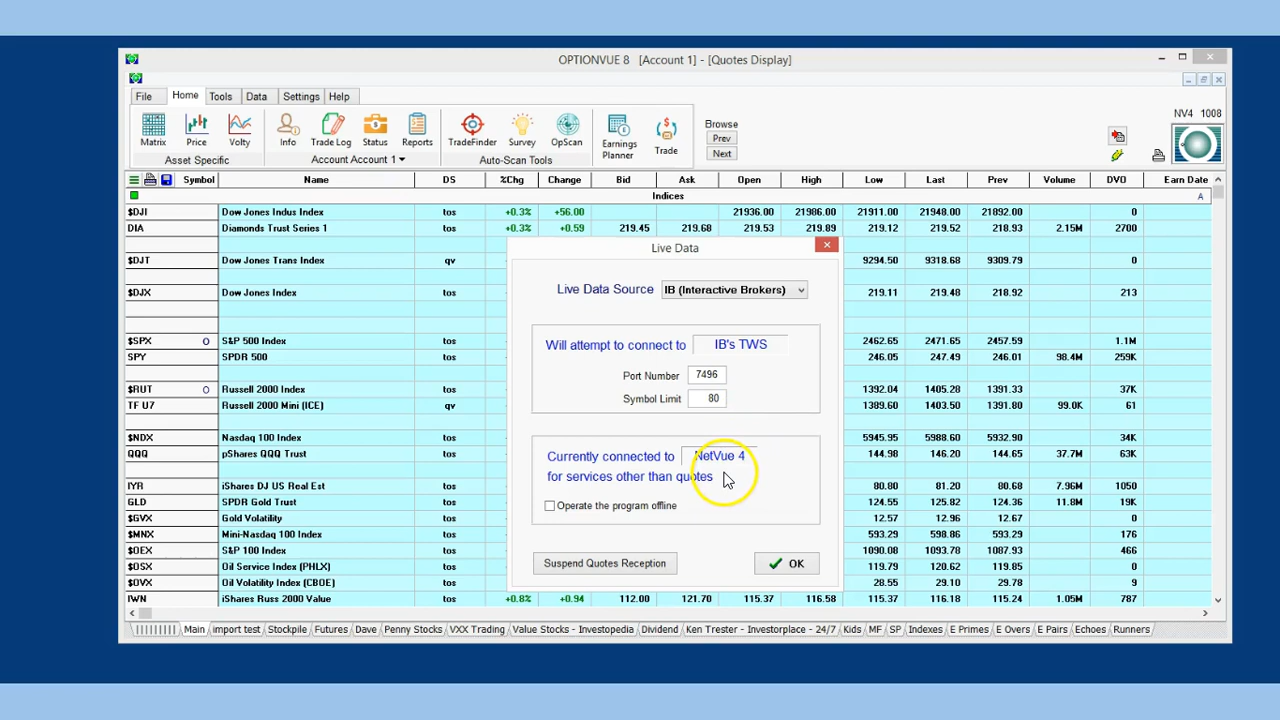 OPTIONVUE 8 [Account 1] - [Quotes Display]
File Home Tools Data Settings Help
Matrix Price Volty Info Trade Log Status Reports TradeFinder Survey OpScan Earnings Planner Trade
Asset Specific Account Account 1 Auto-Scan Tools
Browse
Prev
Next
NV4 1008
Symbol Name DS %Chg Change Bid Ask Open High Low Last Prev Volume DVO Earn Date
Indices A
$DJI Dow Jones Indus Index tos +0.3% +56.00 21936.00 21986.00 21911.00 21948.00 21892.00 0
DIA Diamonds Trust Series 1 tos +0.3% +0.59 219.45 219.68 219.53 219.89 219.12 219.52 218.93 2.15M 2700
$DJT Dow Jones Trans Index qv 9294.50 9318.68 9309.79 0
$DJX Dow Jones Index tos 219.11 219.48 218.92 213
$SPX O S&P 500 Index tos 2462.65 2471.65 2457.59 1.1M
SPY SPDR 500 tos 246.05 247.49 246.01 98.4M 259K
$RUT O Russell 2000 Index tos 1392.04 1405.28 1391.33 37K
TF U7 Russell 2000 Mini (ICE) qv 1389.60 1403.50 1391.80 99.0K 61
$NDX Nasdaq 100 Index tos 5945.95 5988.60 5932.90 34K
QQQ pShares QQQ Trust tos 144.98 146.20 144.65 37.7M 63K
IYR iShares DJ US Real Est tos 80.80 81.20 80.80 7.96M 1050
GLD SPDR Gold Trust tos 124.55 125.82 124.36 11.8M 19K
$GVX Gold Volatility tos 12.57 12.96 12.67 0
$MNX Mini-Nasdaq 100 Index tos 593.29 598.33 593.29 176
$OEX S&P 100 Index tos 1090.08 1093.78 1087.93 466
$OSX Oil Service Index (PHLX) tos 119.79 120.62 119.85 0
$OVX Oil Volatility Index (CBOE) tos 28.55 29.10 29.78 9
IWN iShares Russ 2000 Value tos +0.8% +0.94 112.00 121.70 115.37 116.58 115.37 116.18 115.24 1.05M 787
Live Data
Live Data Source IB (Interactive Brokers)
Will attempt to connect to IB's TWS
Port Number 7496
Symbol Limit 80
Currently connected to NetVue 4
for services other than quotes
Operate the program offline
Suspend Quotes Reception OK
Main import test Stockpile Futures Dave Penny Stocks VXX Trading Value Stocks - Investopedia Dividend Ken Trester - Investorplace - 24/7 Kids MF SP Indexes E Primes E Overs E Pairs Echoes Runners